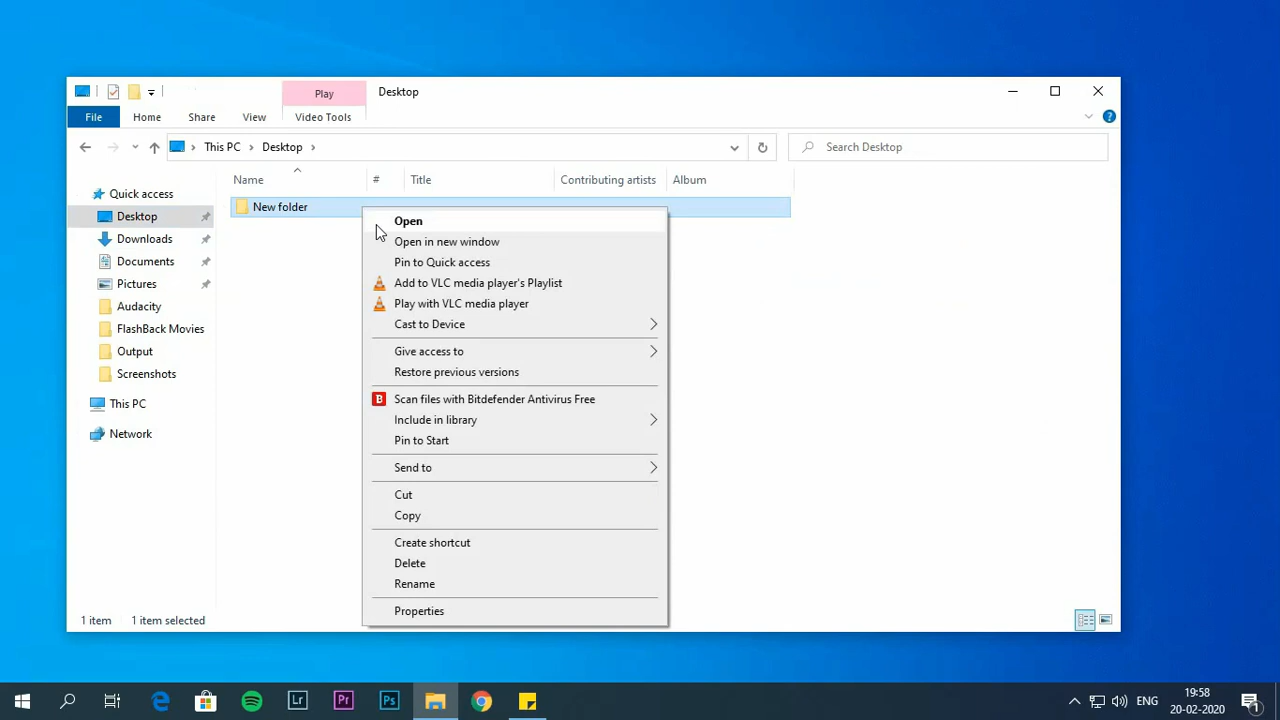 Play
Desktop
File
Home
Share
View
Video Tools
This PC
Desktop
Search Desktop
Name
#
Title
Contributing artists
Album
Quick access
Desktop
Downloads
Documents
Pictures
Audacity
FlashBack Movies
Output
Screenshots
This PC
Network
New folder
Open
Open in new window
Pin to Quick access
Add to VLC media player's Playlist
Play with VLC media player
Cast to Device
Give access to
Restore previous versions
B
Scan files with Bitdefender Antivirus Free
Include in library
Pin to Start
Send to
Cut
Copy
Create shortcut
Delete
Rename
Properties
1 item
1 item selected
Lr
Pr
Ps
ENG
19:58
20-02-2020
1